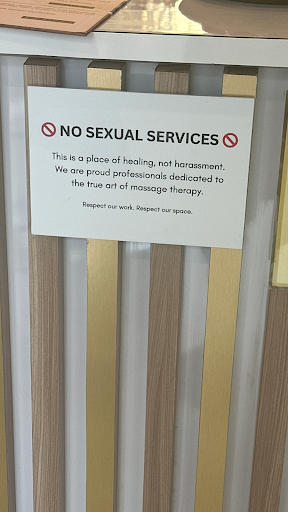 🚫 NO SEXUAL SERVICES 🚫
This is a place of healing, not harassment.
We are proud professionals dedicated to
the true art of massage therapy.
Respect our work. Respect our space.